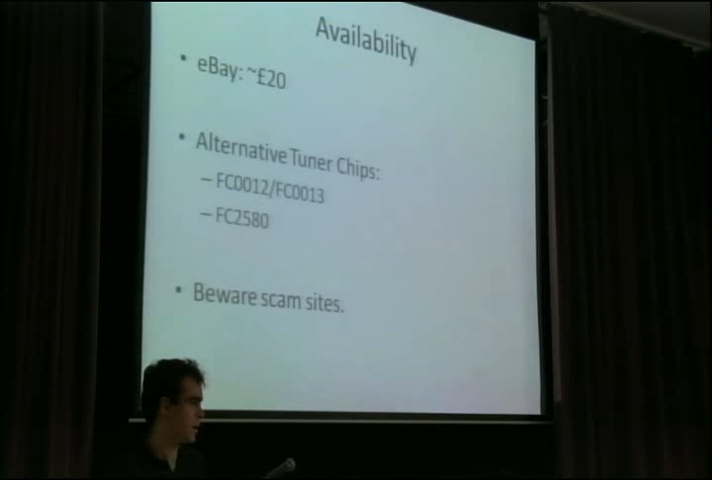 Availability
• eBay: ~£20
• Alternative Tuner Chips:
– FC0012/FC0013
– FC2580
• Beware scam sites.